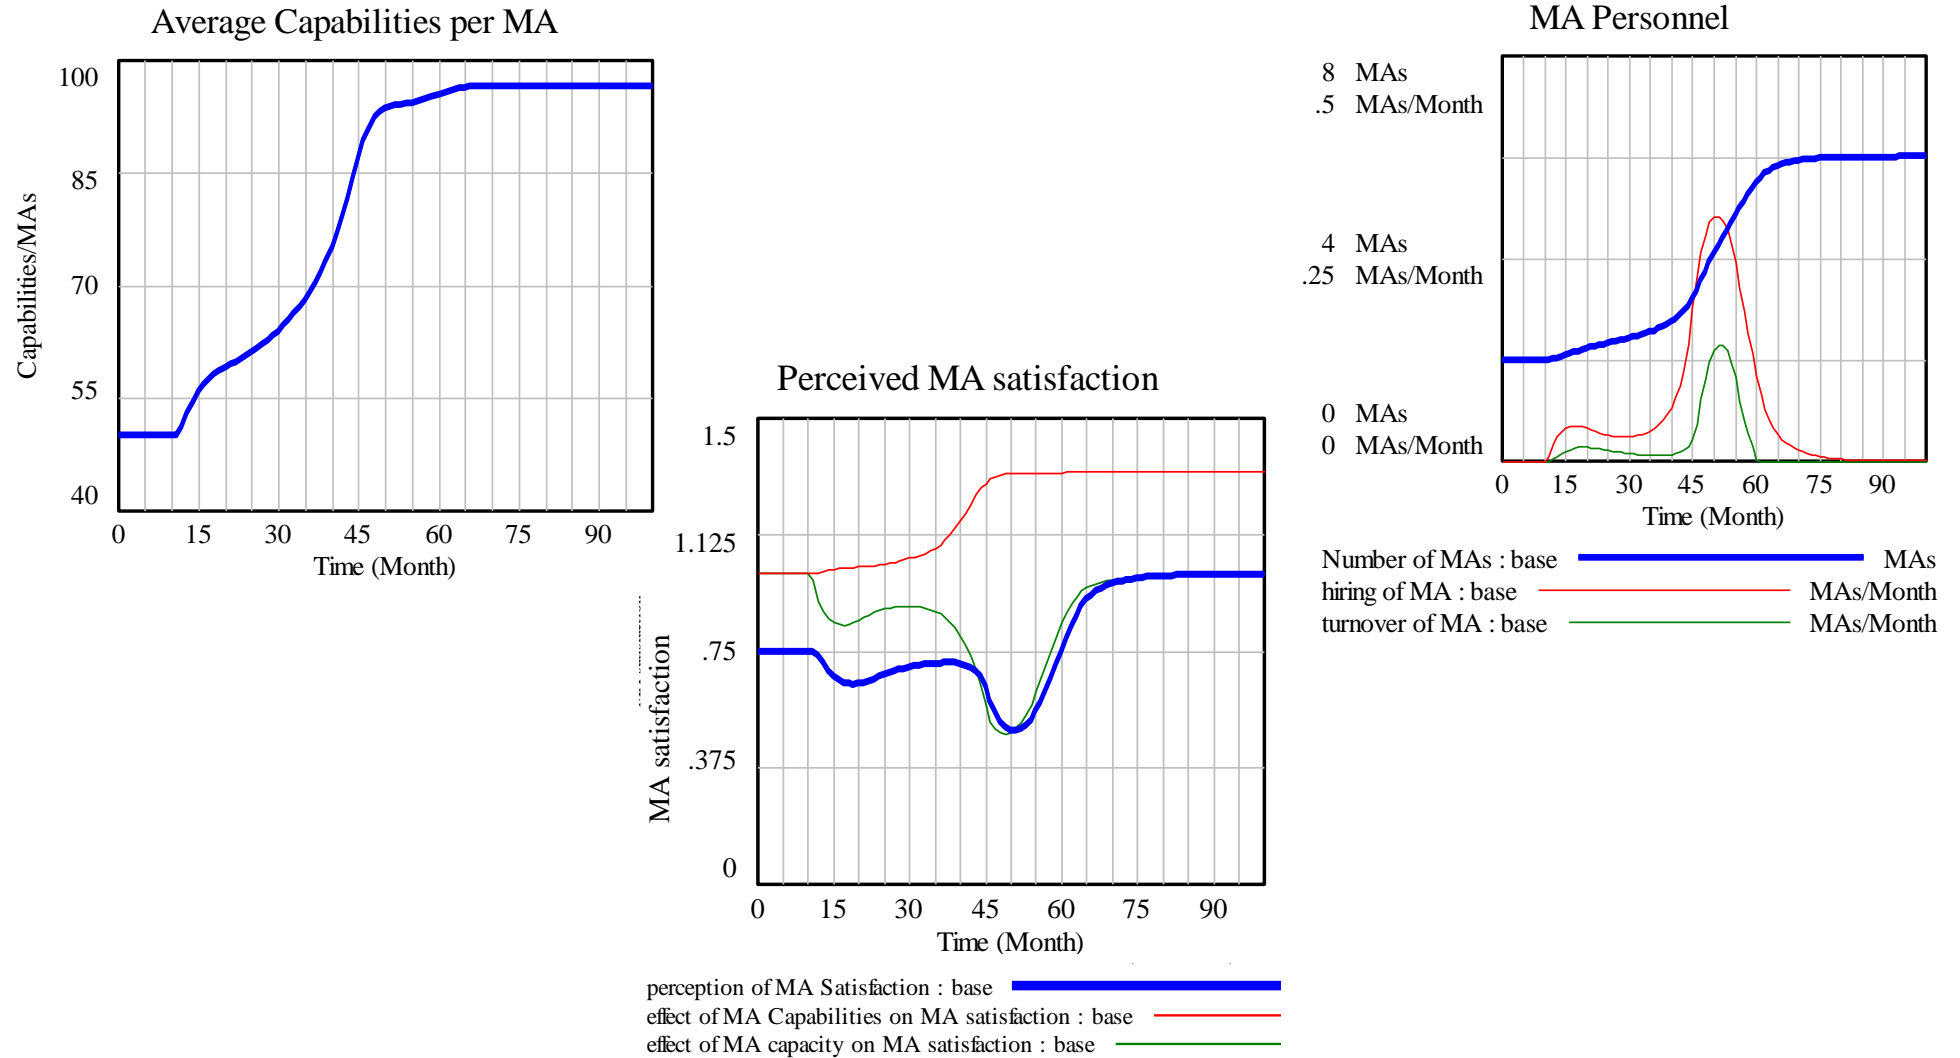 Average Capabilities per MA
100
85
70
55
40
Capabilities/MAs
0 15 30 45 60 75 90
Time (Month)
Perceived MA satisfaction
1.5
1.125
.75
.375
0
MA satisfaction
0 15 30 45 60 75 90
Time (Month)
perception of MA Satisfaction : base
effect of MA Capabilities on MA satisfaction : base
effect of MA capacity on MA satisfaction : base
MA Personnel
8 MAs
.5 MAs/Month
4 MAs
.25 MAs/Month
0 MAs
0 MAs/Month
0 15 30 45 60 75 90
Time (Month)
Number of MAs : base MAs
hiring of MA : base MAs/Month
turnover of MA : base MAs/Month